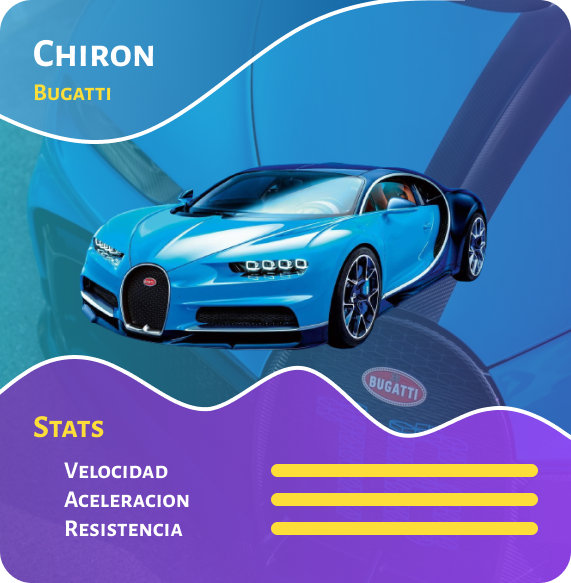 Chiron
Bugatti
BUGATTI
Stats
Velocidad
Aceleracion
Resistencia